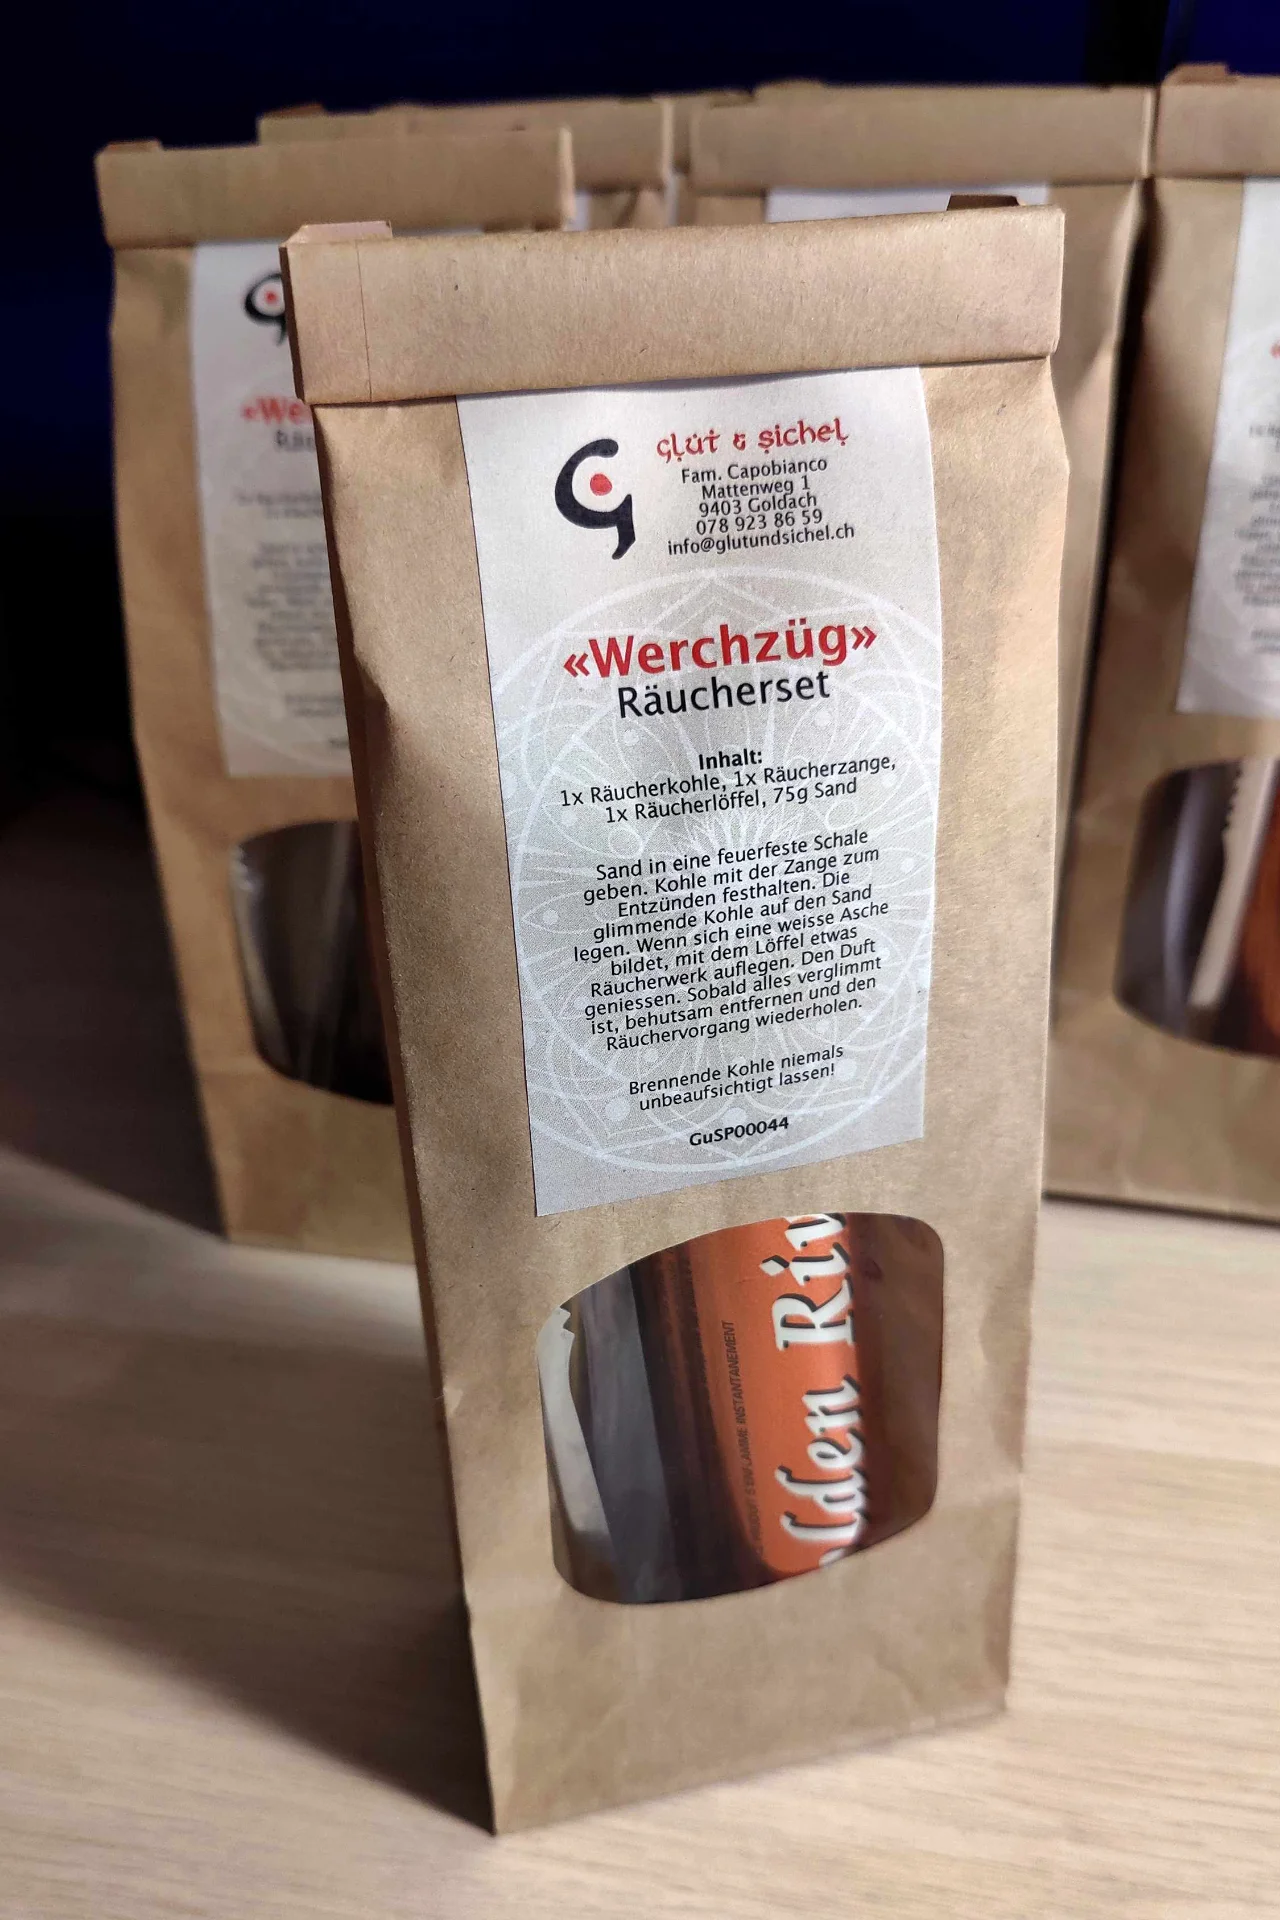 glut & sichel
Fam. Capobianco
Mattenweg 1
9403 Goldach
078 923 86 59
info@glutundsichel.ch
«Werchzüg»
Räucherset
Inhalt:
1x Räucherkohle, 1x Räucherzange,
1x Räucherlöffel, 75g Sand
Sand in eine feuerfeste Schale
geben. Kohle mit der Zange zum
Entzünden festhalten. Die
glimmende Kohle auf den Sand
legen. Wenn sich eine weisse Asche
bildet, mit dem Löffel etwas
Räucherwerk auflegen. Den Duft
geniessen. Sobald alles verglimmt
ist, behutsam entfernen und den
Räuchervorgang wiederholen.
Brennende Kohle niemals
unbeaufsichtigt lassen!
GuSP00044
lden Riv
INSTANTANEMENT
«We